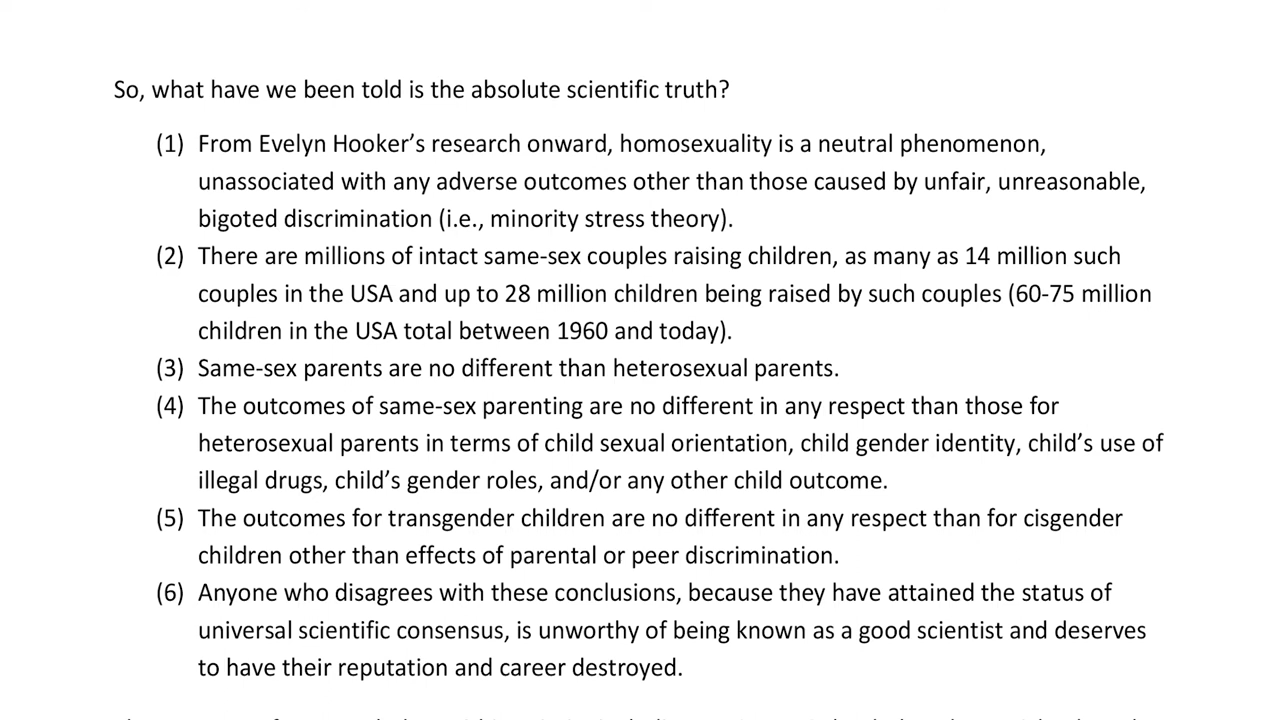 So, what have we been told is the absolute scientific truth?
(1) From Evelyn Hooker's research onward, homosexuality is a neutral phenomenon,
unassociated with any adverse outcomes other than those caused by unfair, unreasonable,
bigoted discrimination (i.e., minority stress theory).
(2) There are millions of intact same-sex couples raising children, as many as 14 million such
couples in the USA and up to 28 million children being raised by such couples (60-75 million
children in the USA total between 1960 and today).
(3) Same-sex parents are no different than heterosexual parents.
(4) The outcomes of same-sex parenting are no different in any respect than those for
heterosexual parents in terms of child sexual orientation, child gender identity, child's use of
illegal drugs, child's gender roles, and/or any other child outcome.
(5) The outcomes for transgender children are no different in any respect than for cisgender
children other than effects of parental or peer discrimination.
(6) Anyone who disagrees with these conclusions, because they have attained the status of
universal scientific consensus, is unworthy of being known as a good scientist and deserves
to have their reputation and career destroyed.